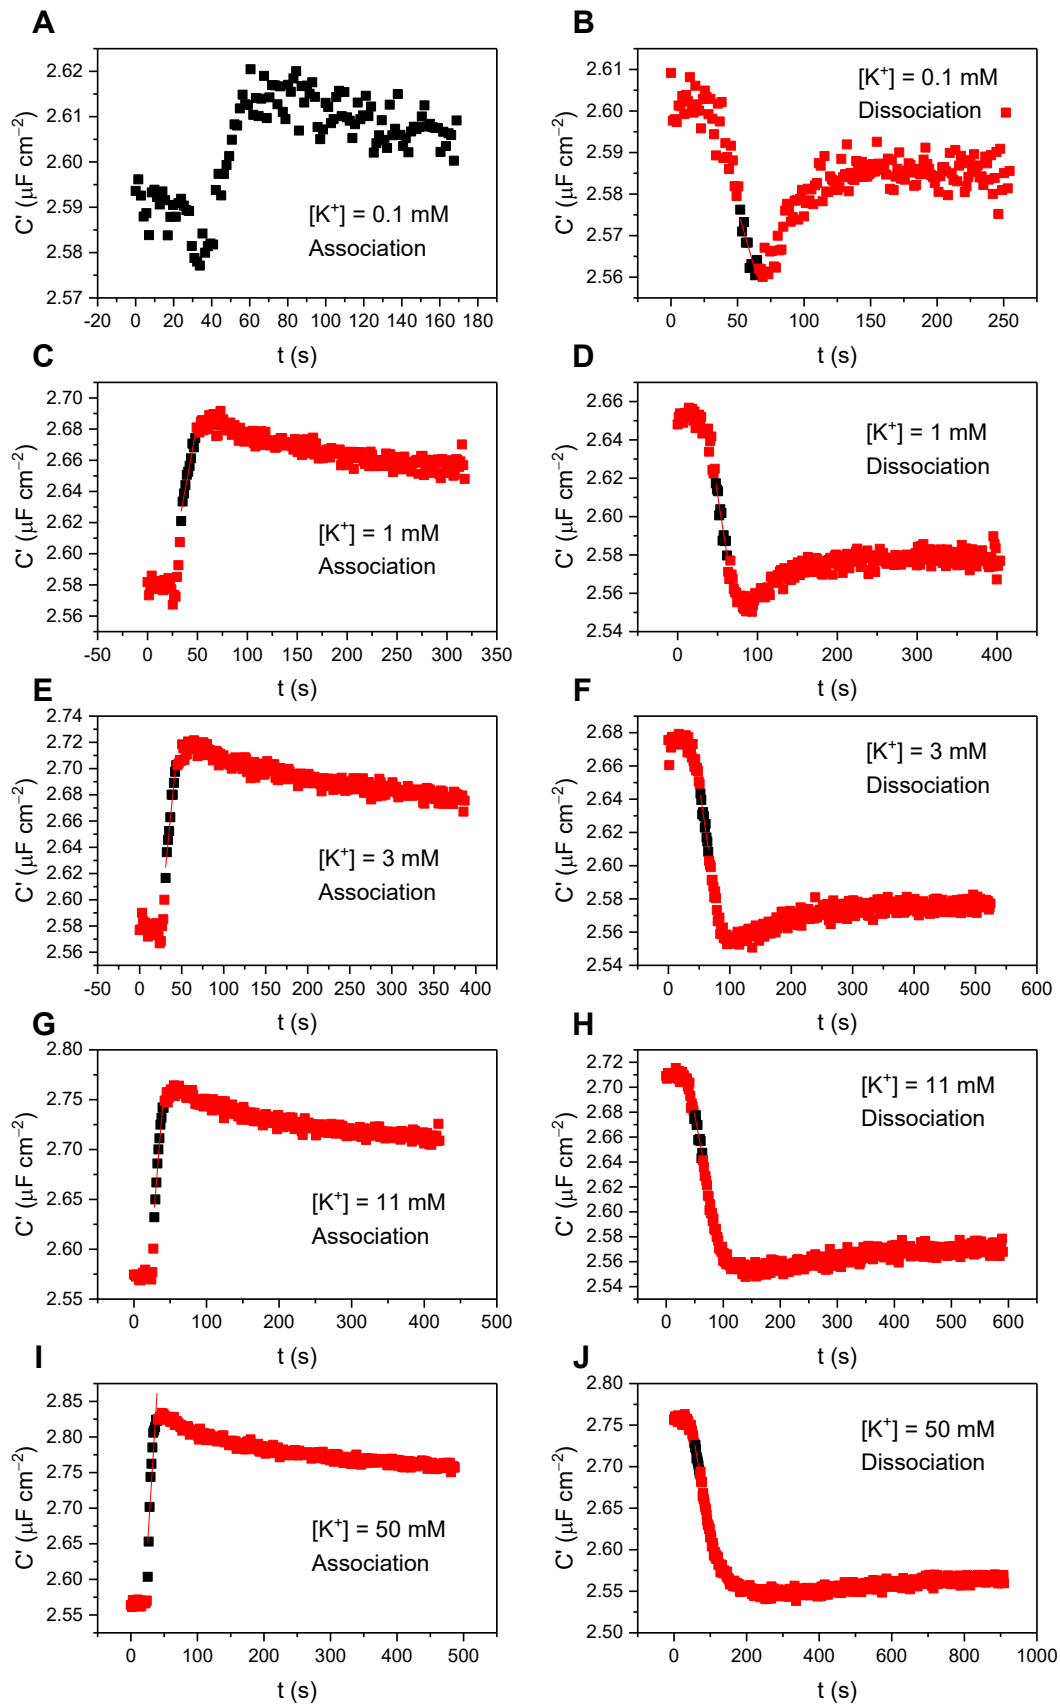 A
2.62
2.61
2.60
2.59
2.58
2.57
C' (μF cm⁻²)
[K⁺] = 0.1 mM
Association
-20 0 20 40 60 80 100 120 140 160 180
t (s)
B
2.61
2.60
2.59
2.58
2.57
2.56
C' (μF cm⁻²)
[K⁺] = 0.1 mM
Dissociation
0 50 100 150 200 250
t (s)
C
2.70
2.68
2.66
2.64
2.62
2.60
2.58
2.56
C' (μF cm⁻²)
[K⁺] = 1 mM
Association
-50 0 50 100 150 200 250 300 350
t (s)
D
2.66
2.64
2.62
2.60
2.58
2.56
2.54
C' (μF cm⁻²)
[K⁺] = 1 mM
Dissociation
0 100 200 300 400
t (s)
E
2.74
2.72
2.70
2.68
2.66
2.64
2.62
2.60
2.58
2.56
C' (μF cm⁻²)
[K⁺] = 3 mM
Association
-50 0 50 100 150 200 250 300 350 400
t (s)
F
2.68
2.66
2.64
2.62
2.60
2.58
2.56
2.54
C' (μF cm⁻²)
[K⁺] = 3 mM
Dissociation
0 100 200 300 400 500 600
t (s)
G
2.80
2.75
2.70
2.65
2.60
2.55
C' (μF cm⁻²)
[K⁺] = 11 mM
Association
0 100 200 300 400 500
t (s)
H
2.72
2.70
2.68
2.66
2.64
2.62
2.60
2.58
2.56
2.54
C' (μF cm⁻²)
[K⁺] = 11 mM
Dissociation
0 100 200 300 400 500 600
t (s)
I
2.85
2.80
2.75
2.70
2.65
2.60
2.55
C' (μF cm⁻²)
[K⁺] = 50 mM
Association
0 100 200 300 400 500
t (s)
J
2.80
2.75
2.70
2.65
2.60
2.55
2.50
C' (μF cm⁻²)
[K⁺] = 50 mM
Dissociation
0 200 400 600 800 1000
t (s)